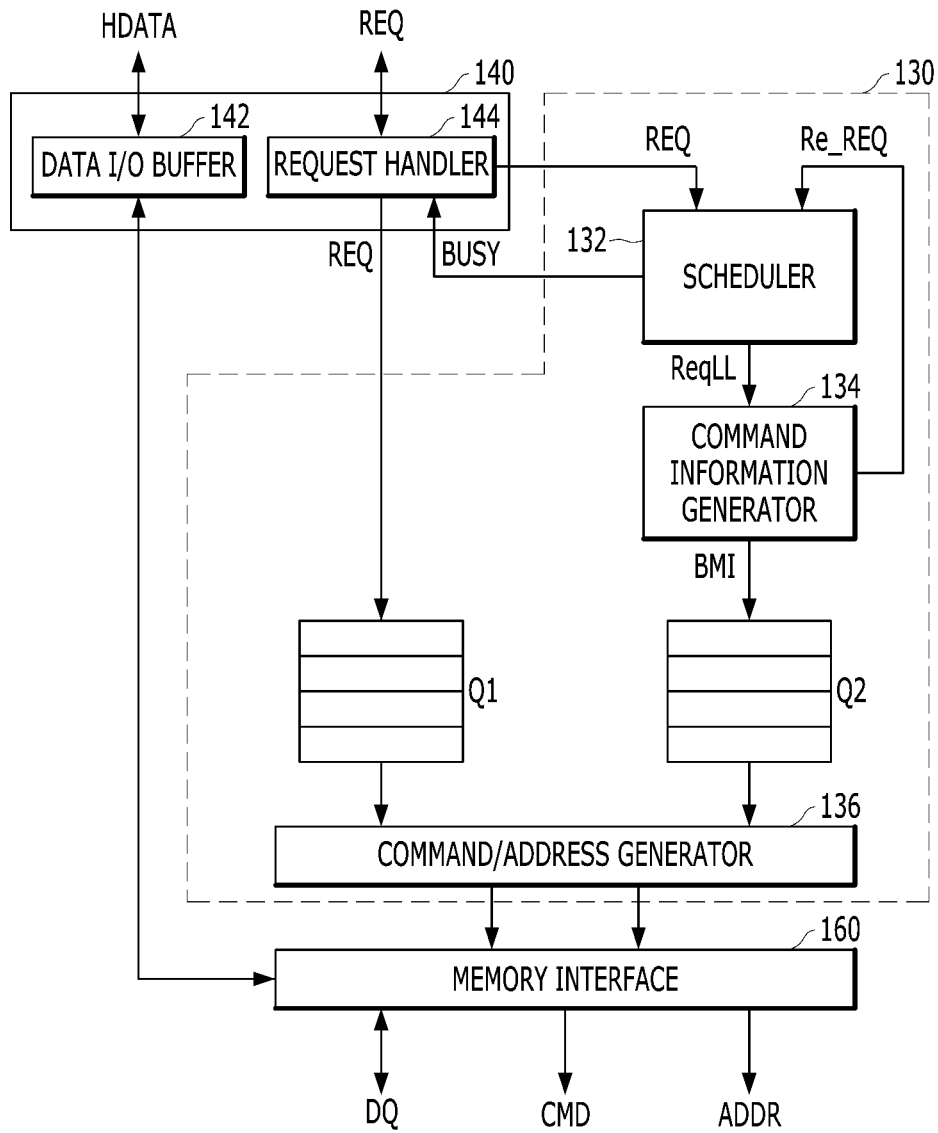 HDATA
REQ
140
130
142
144
DATA I/O BUFFER
REQUEST HANDLER
REQ
Re_REQ
132
REQ
BUSY
SCHEDULER
ReqLL
134
COMMAND
INFORMATION
GENERATOR
BMI
Q1
Q2
136
COMMAND/ADDRESS GENERATOR
160
MEMORY INTERFACE
DQ
CMD
ADDR